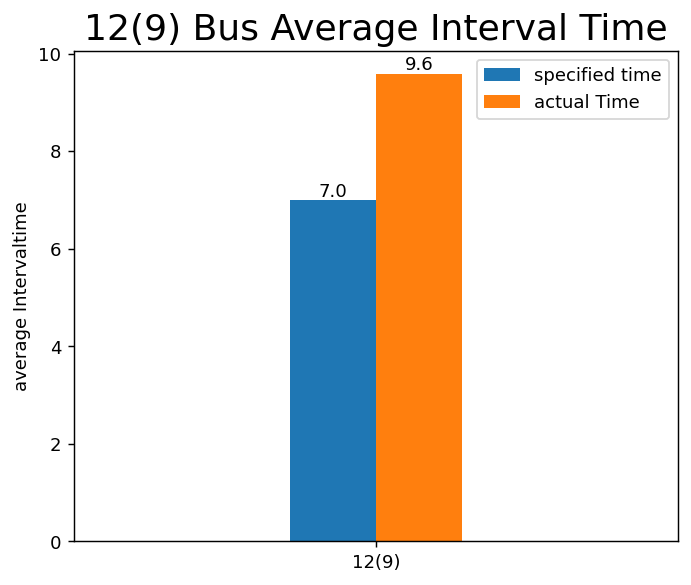 12(9) Bus Average Interval Time
specified time
actual Time
average Intervaltime
10
8
6
4
2
0
7.0
9.6
12(9)